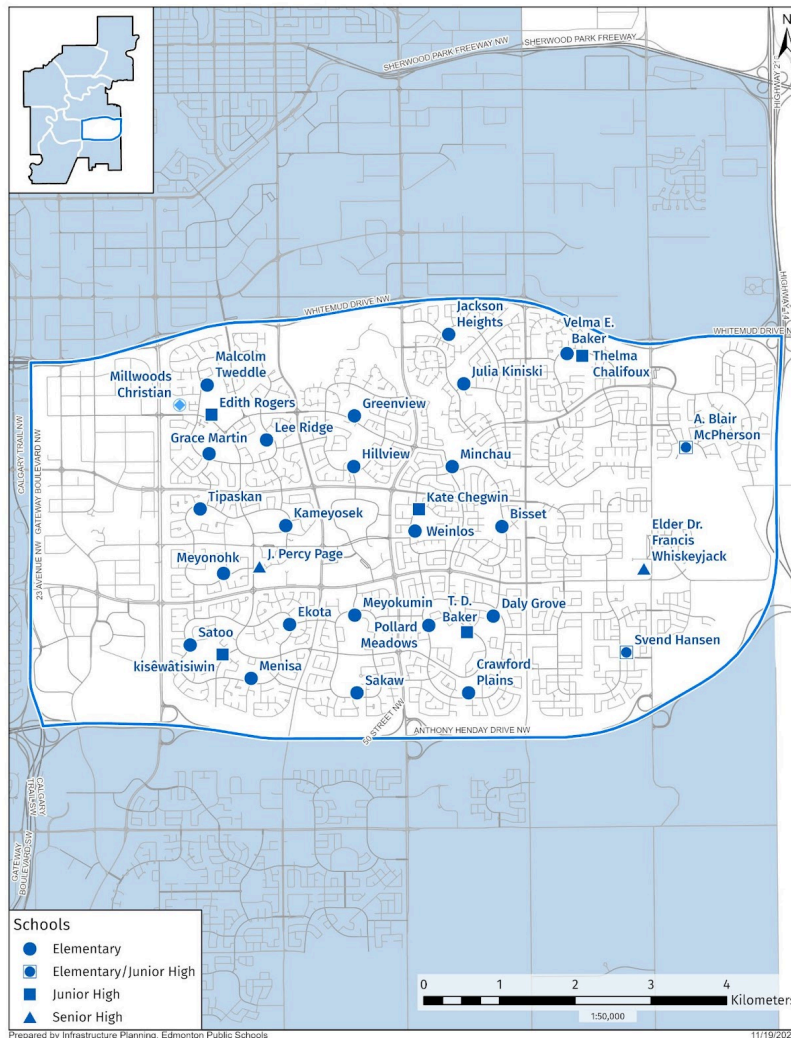 N
SHERWOOD PARK FREEWAY
SHERWOOD PARK FREEWAY NW
HIGHWAY 21
WHITEMUD DRIVE NW
Jackson
Heights
Velma E.
Baker
WHITEMUD DRIVE N
Malcolm
Tweddle
Thelma
Chalifoux
Millwoods
Christian
Julia Kiniski
Edith Rogers
Greenview
A. Blair
McPherson
CALGARY TRAIL NW
GATEWAY BOULEVARD NW
Grace Martin
Lee Ridge
Hillview
Minchau
Tipaskan
Kate Chegwin
Kameyosek
Weinlos
Bisset
Elder Dr.
Francis
Whiskeyjack
23 AVENUE NW
Meyonohk
J. Percy Page
Ekota
Meyokumin
T. D.
Baker
Daly Grove
Pollard
Meadows
Satoo
kisêwâtisiwin
Svend Hansen
Menisa
Sakaw
Crawford
Plains
50 STREET NW
ANTHONY HENDAY DRIVE NW
CALGARY
TRAIL SW
GATEWAY
BOULEVARD SW
Schools
Elementary
Elementary/Junior High
Junior High
Senior High
0 1 2 3 4
Kilometers
1:50,000
Prepared by Infrastructure Planning, Edmonton Public Schools
11/19/202